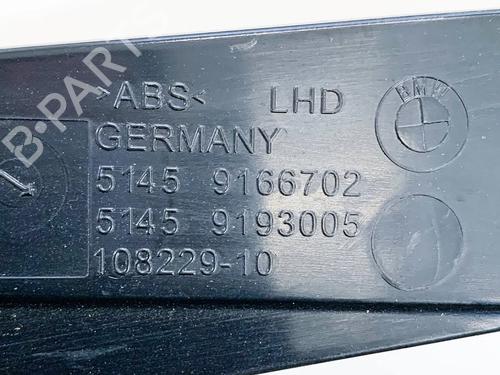 >ABS< LHD
BMW
GERMANY
5145 9166702
5145 9193005
108229-10
B-PARTS